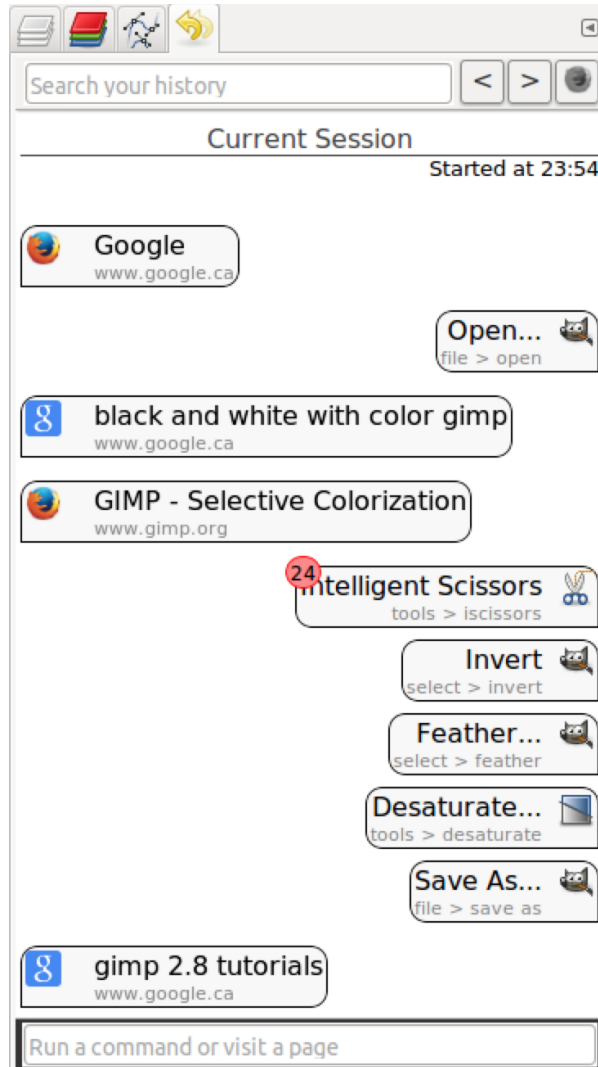 Search your history
< >
Current Session
Started at 23:54
Google
www.google.ca
Open...
file > open
8 black and white with color gimp
www.google.ca
GIMP - Selective Colorization
www.gimp.org
24
Intelligent Scissors
tools > iscissors
Invert
select > invert
Feather...
select > feather
Desaturate...
tools > desaturate
Save As...
file > save as
8 gimp 2.8 tutorials
www.google.ca
Run a command or visit a page